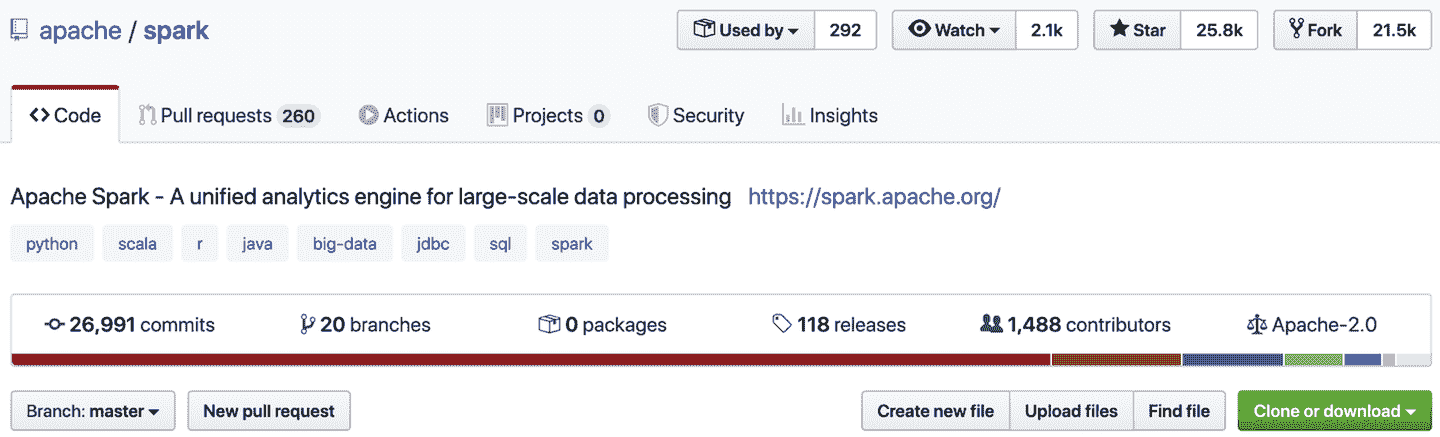 apache / spark Used by 292 Watch 2.1k Star 25.8k Fork 21.5k
<> Code Pull requests 260 Actions Projects 0 Security Insights
Apache Spark - A unified analytics engine for large-scale data processing https://spark.apache.org/
python scala r java big-data jdbc sql spark
26,991 commits 20 branches 0 packages 118 releases 1,488 contributors Apache-2.0
Branch: master New pull request Create new file Upload files Find file Clone or download